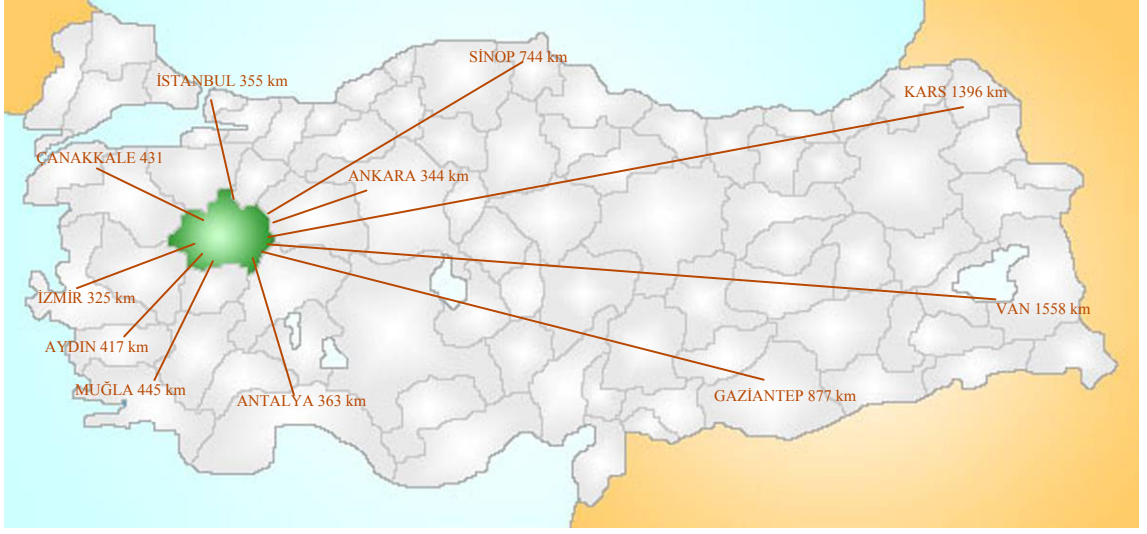 SİNOP 744 km
İSTANBUL 355 km
KARS 1396 km
ÇANAKKALE 431
ANKARA 344 km
İZMİR 325 km
VAN 1558 km
AYDIN 417 km
MUĞLA 445 km
ANTALYA 363 km
GAZİANTEP 877 km